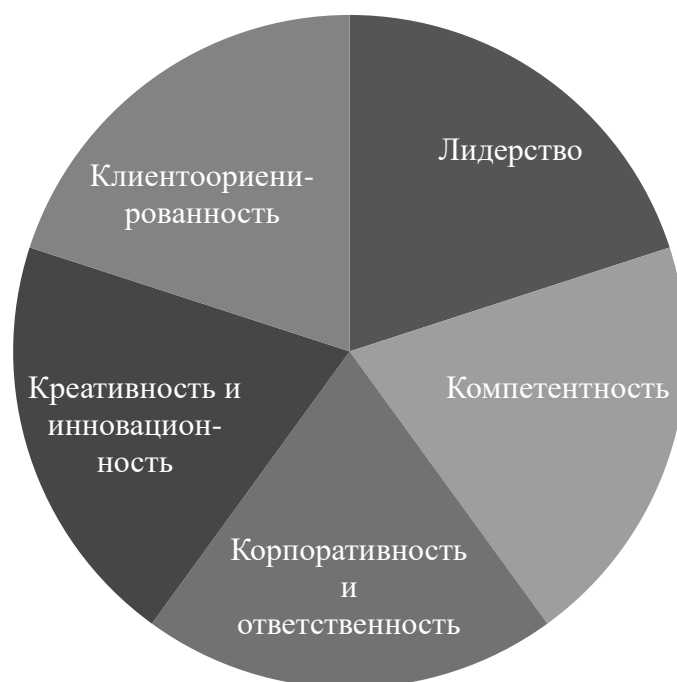 Лидерство
Компетентность
Корпоративность
и
ответственность
Креативность и
инновацион-
ность
Клиентоориени-
рованность